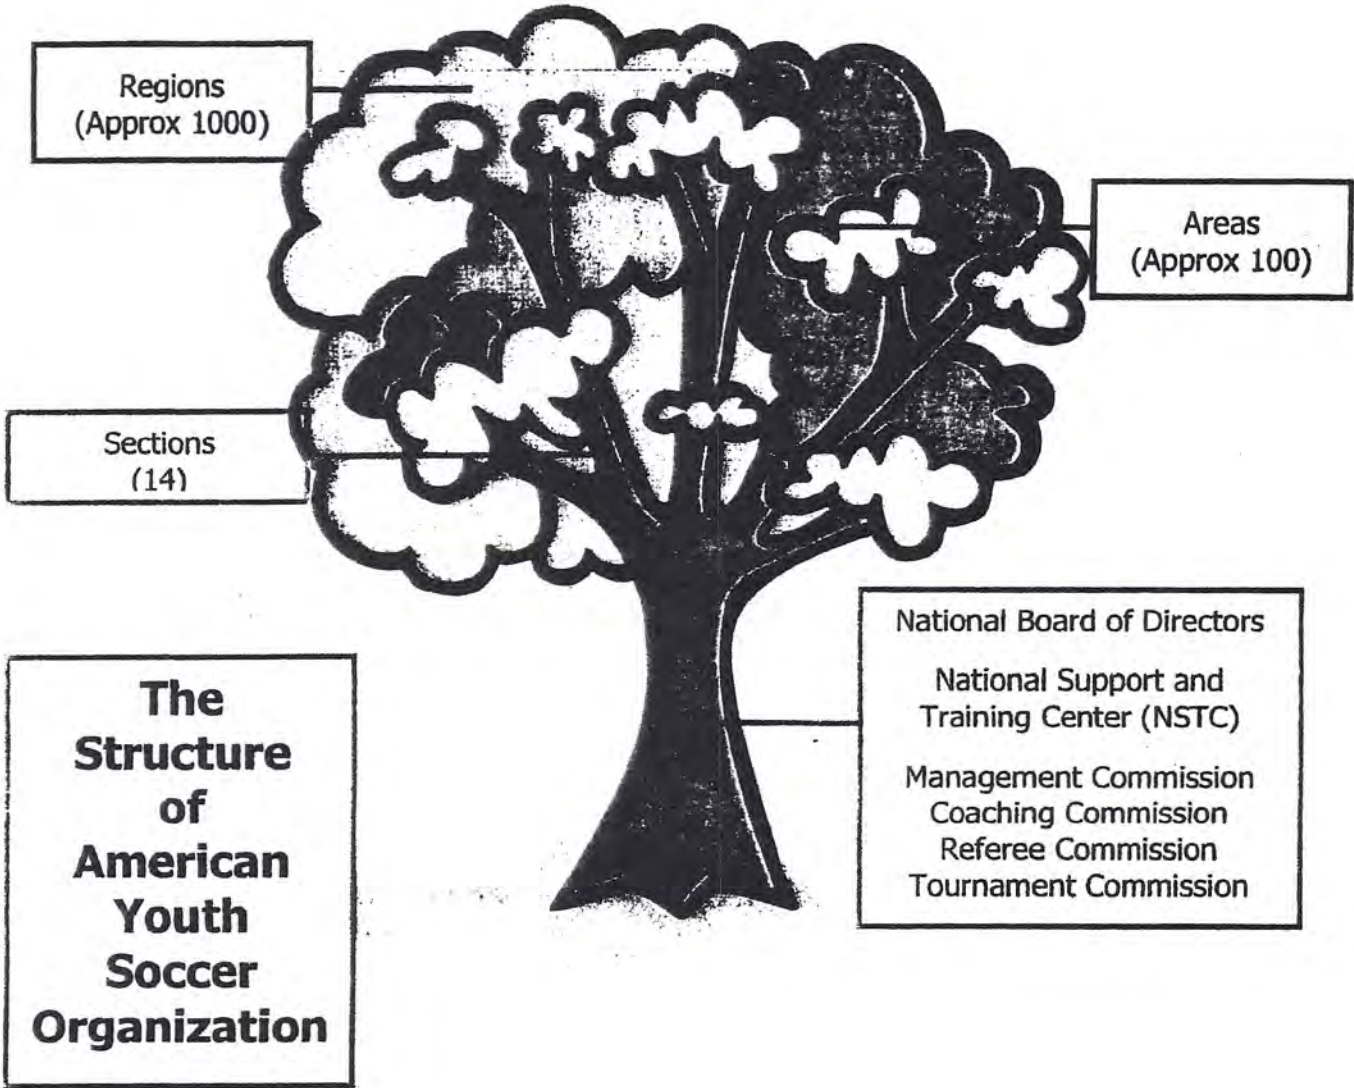 Regions
(Approx 1000)
Areas
(Approx 100)
Sections
(14)
National Board of Directors
National Support and
Training Center (NSTC)
Management Commission
Coaching Commission
Referee Commission
Tournament Commission
The
Structure
of
American
Youth
Soccer
Organization